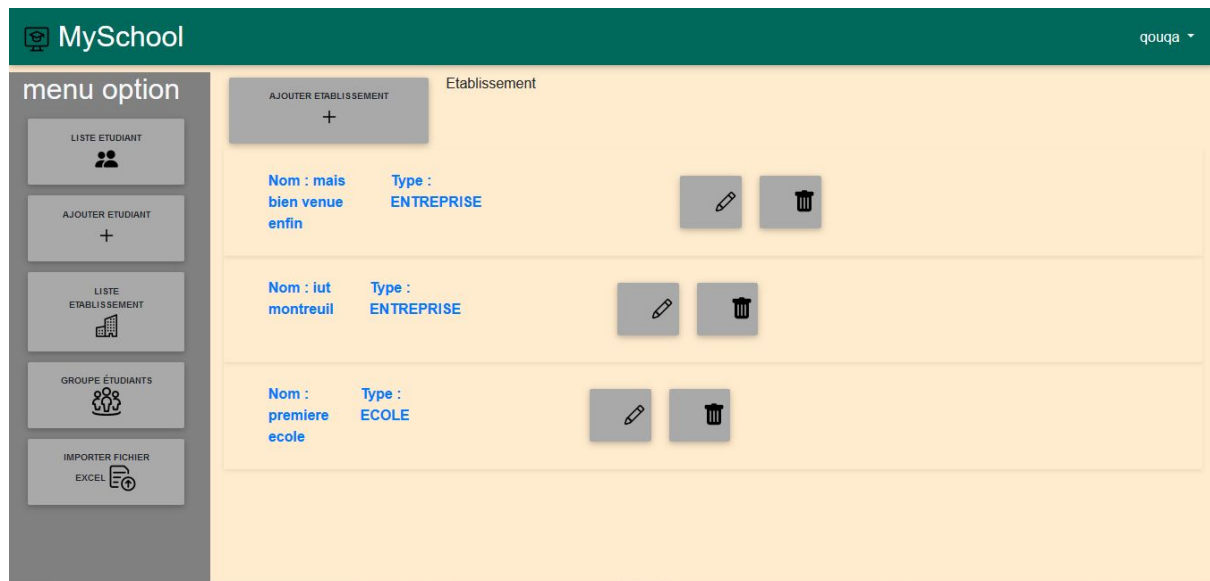 MySchool
qouqa
menu option
LISTE ETUDIANT
AJOUTER ETUDIANT
LISTE
ETABLISSEMENT
GROUPE ÉTUDIANTS
IMPORTER FICHIER
EXCEL
AJOUTER ETABLISSEMENT
Etablissement
Nom : mais
bien venue
enfin
Type :
ENTREPRISE
Nom : iut
montreuil
Type :
ENTREPRISE
Nom :
premiere
ecole
Type :
ECOLE